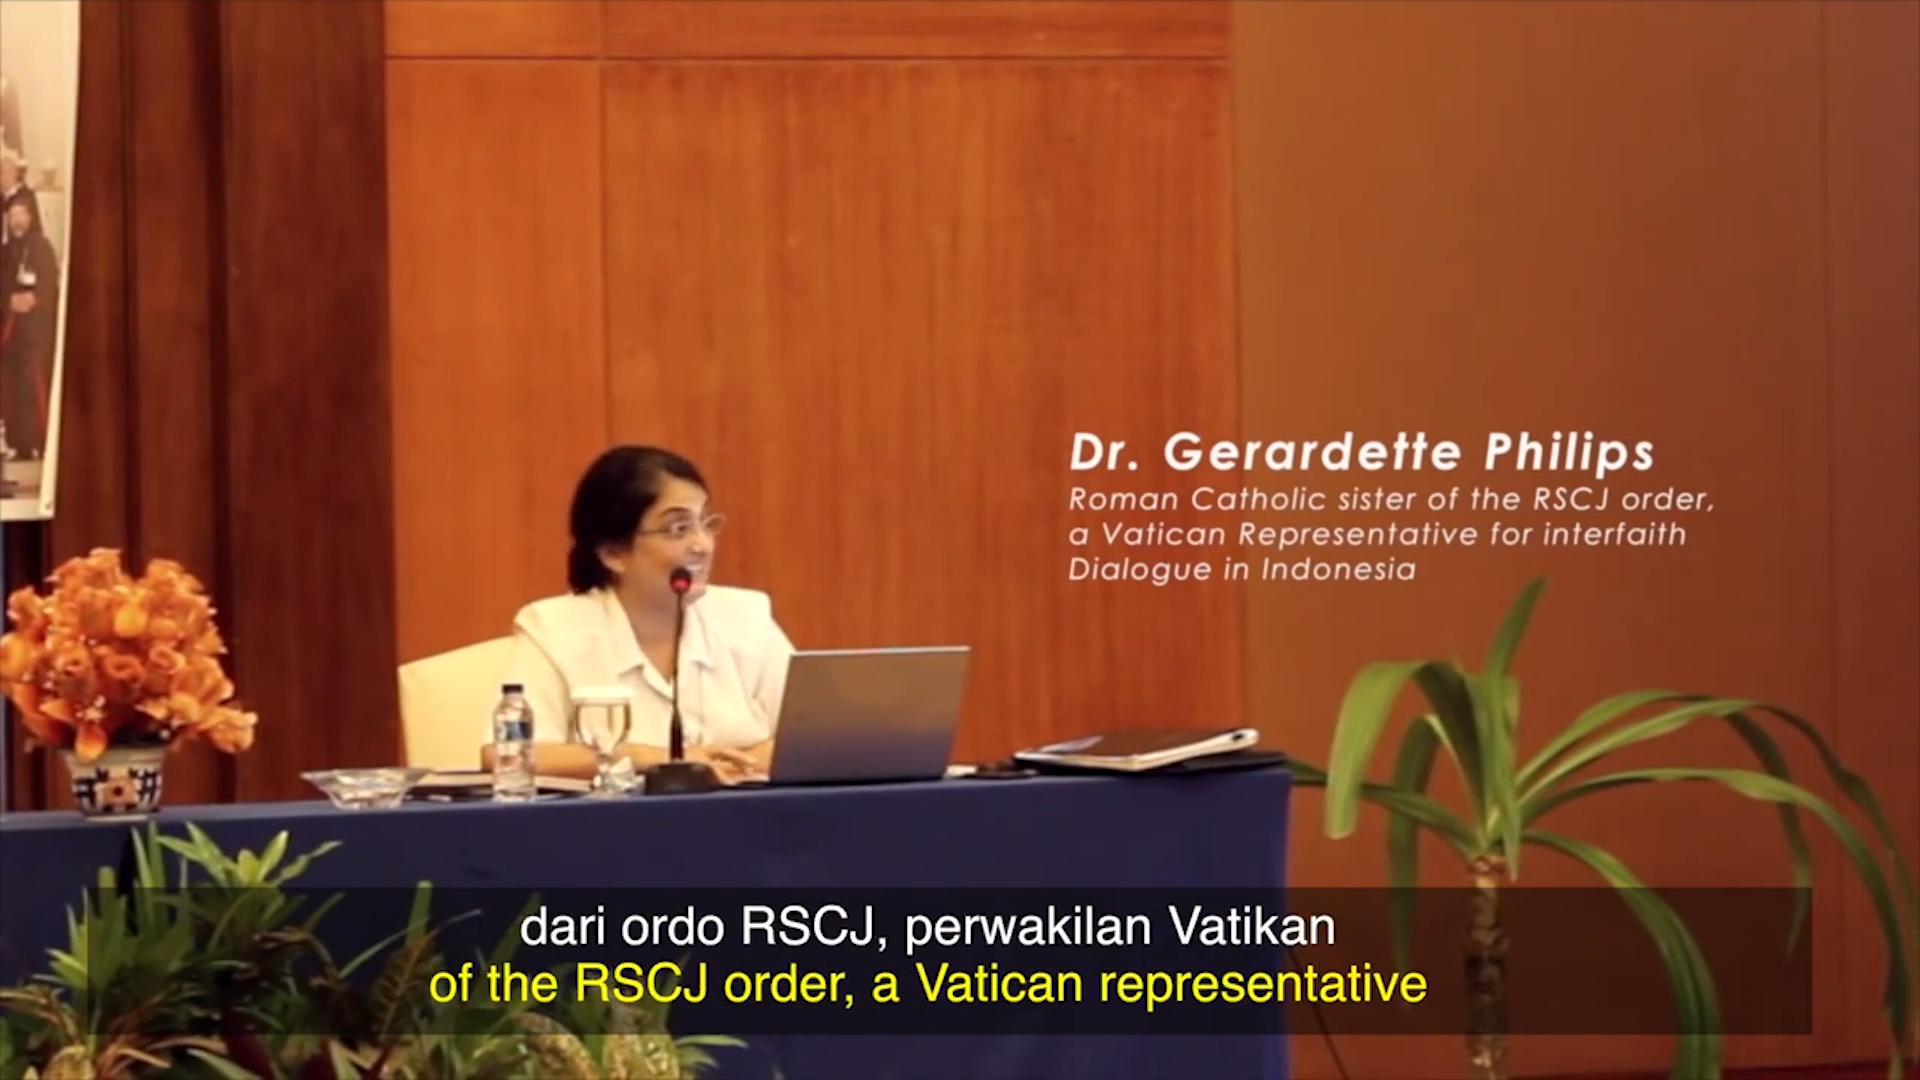 Dr. Gerardette Philips
Roman Catholic sister of the RSCJ order,
a Vatican Representative for interfaith
Dialogue in Indonesia
dari ordo RSCJ, perwakilan Vatikan
of the RSCJ order, a Vatican representative